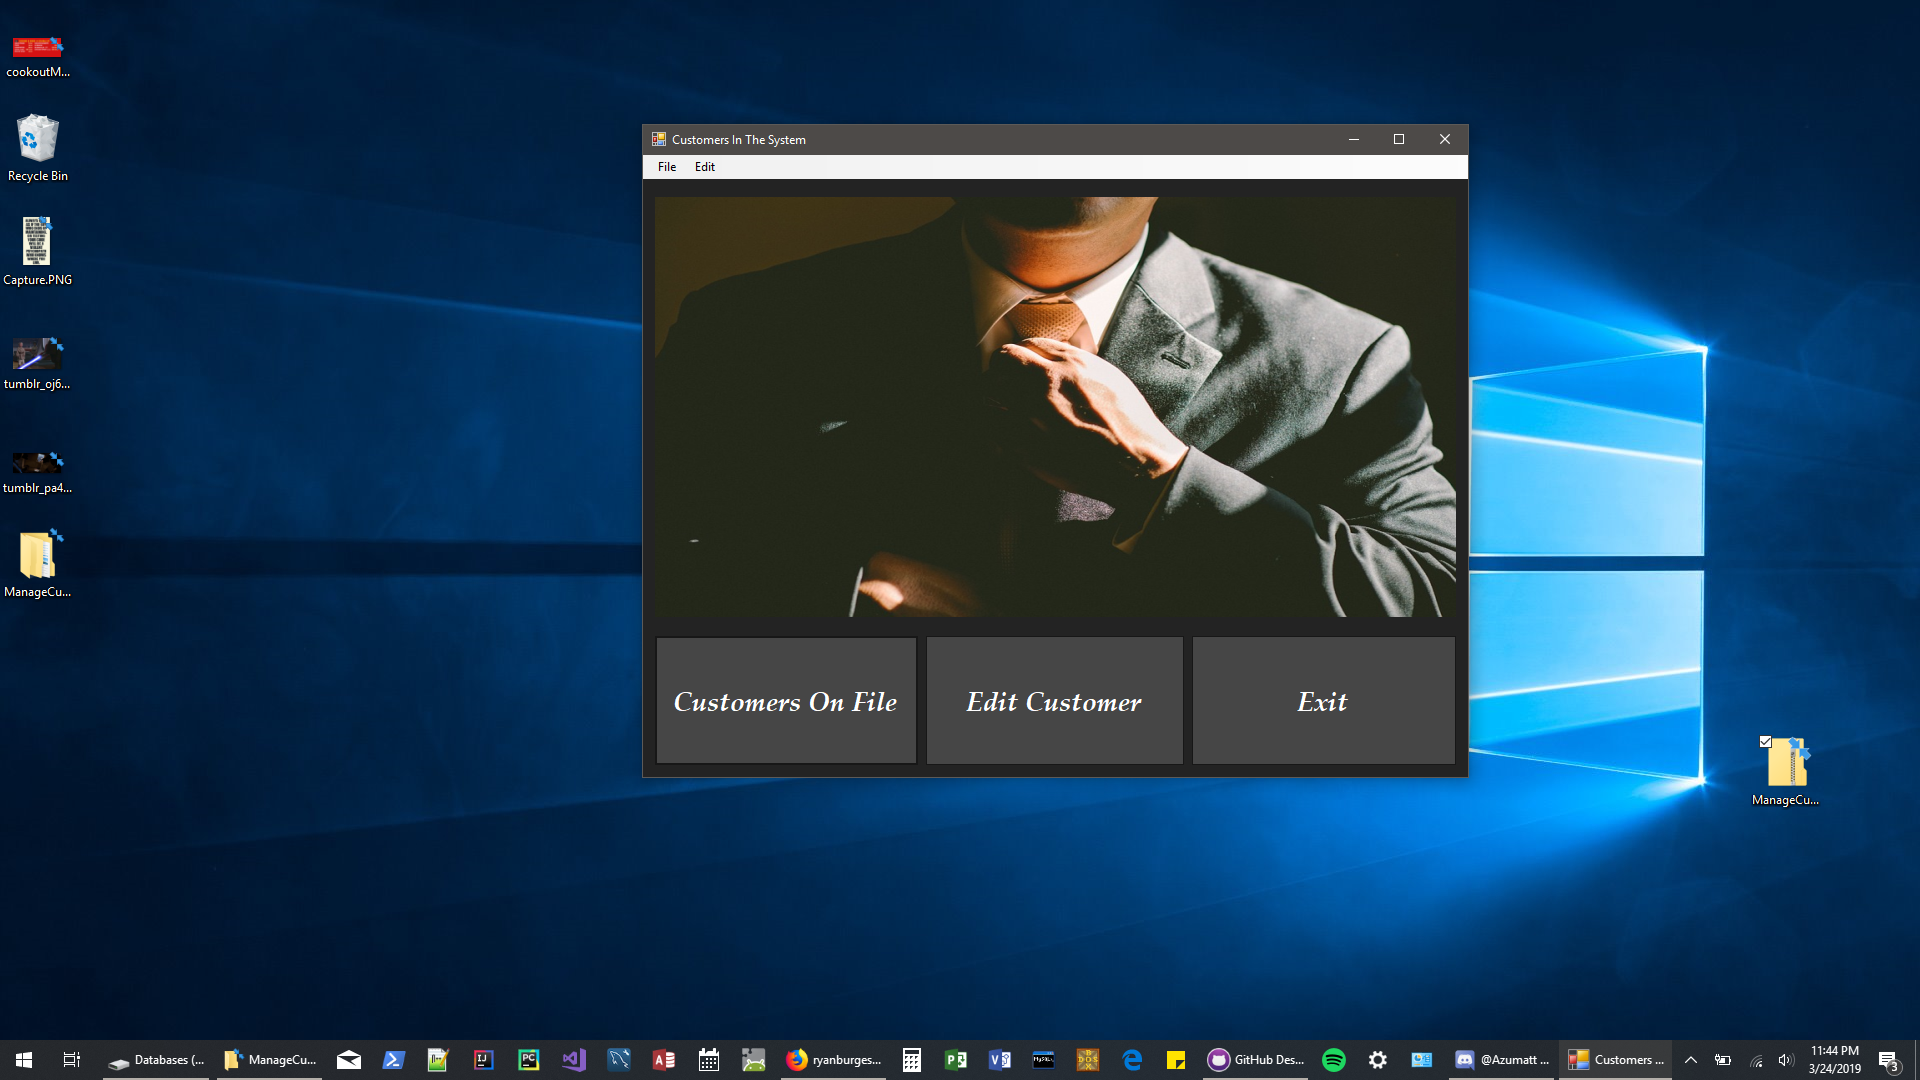 cookoutM...
Recycle Bin
Capture.PNG
tumblr_oj6...
tumblr_pa4...
ManageCu...
Customers In The System
File Edit
Customers On File
Edit Customer
Exit
ManageCu...
Databases (...
ManageCu...
ryanburges...
GitHub Des...
@Azumatt ...
Customers ...
11:44 PM
3/24/2019
3